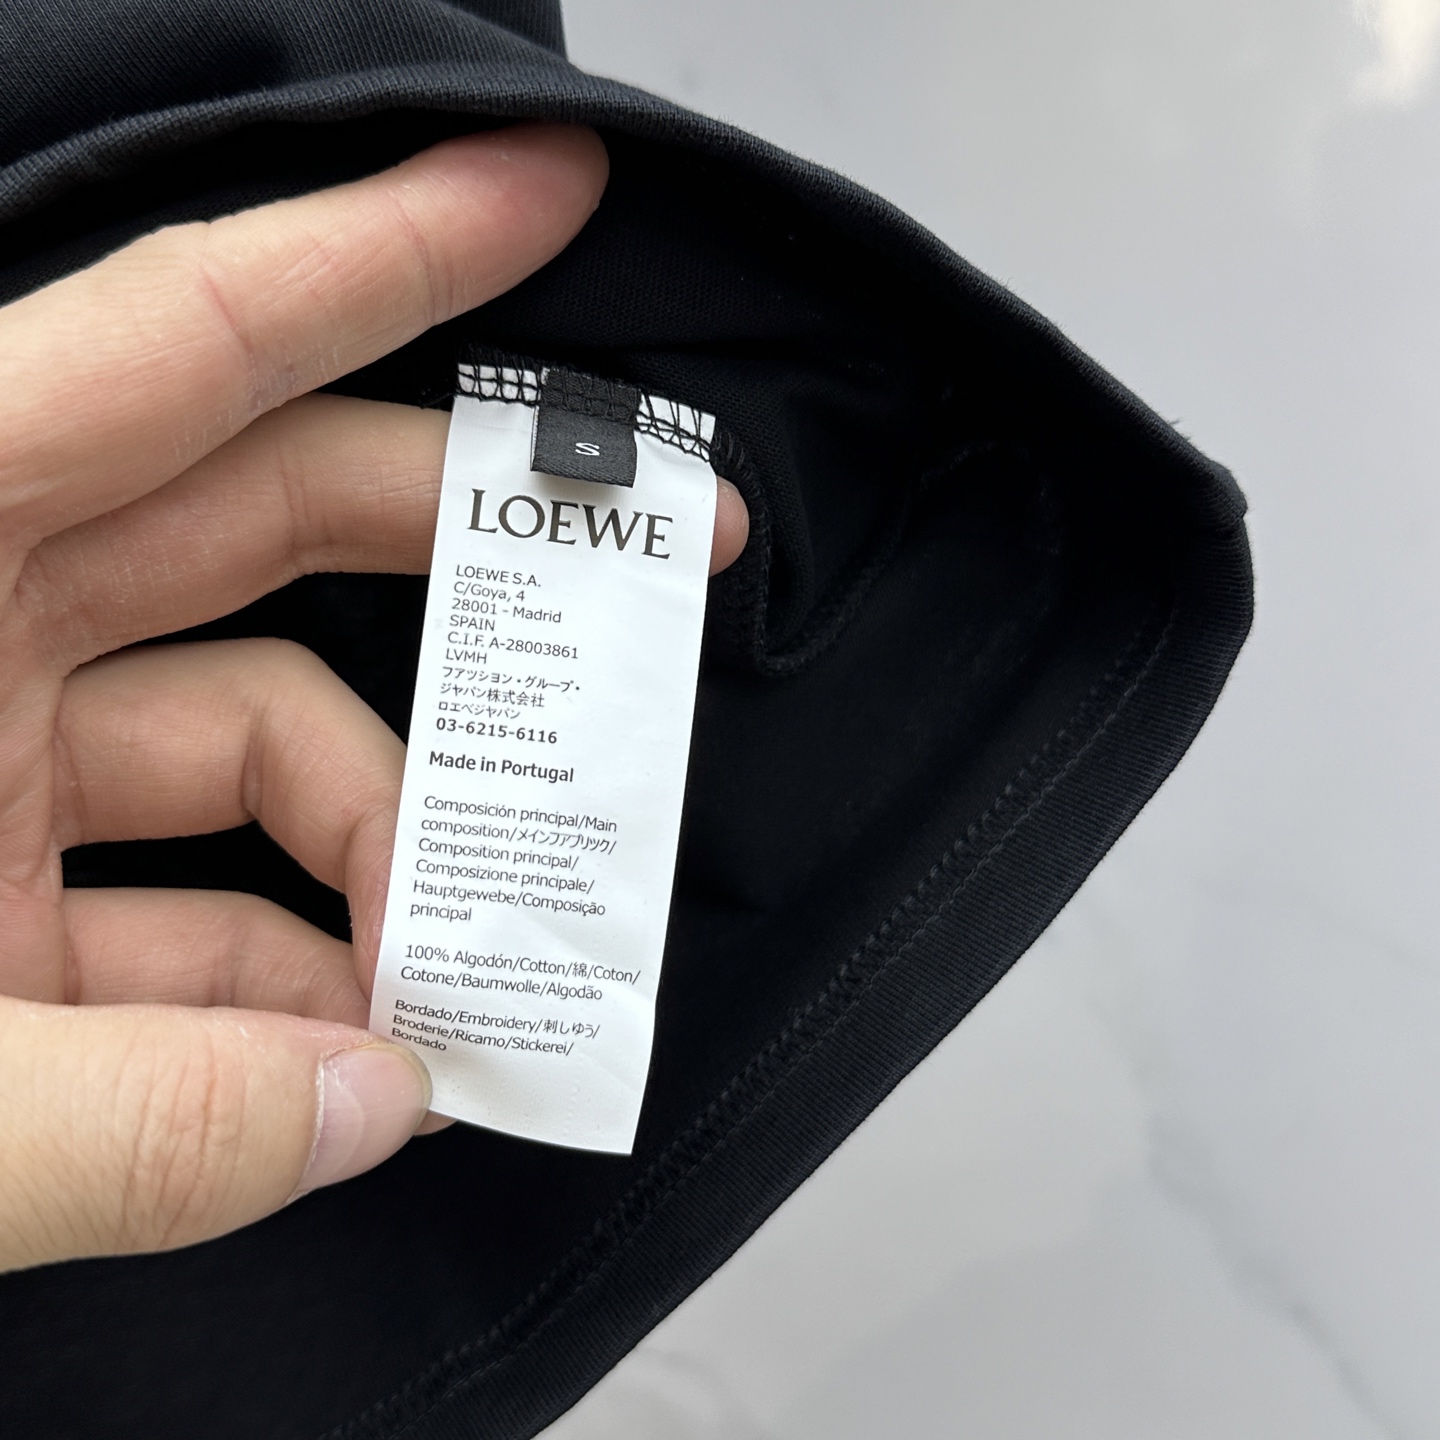 S
LOEWE
LOEWE S.A.
C/Goya, 4
28001 - Madrid
SPAIN
C.I.F. A-28003861
LVMH
ファッション・グループ・
ジャパン株式会社
ロエベジャパン
03-6215-6116
Made in Portugal
Composición principal/Main
composition/メインファブリック/
Composition principal/
Composizione principale/
Hauptgewebe/Composição
principal
100% Algodón/Cotton/綿/Coton/
Cotone/Baumwolle/Algodão
Bordado/Embroidery/刺しゆう/
Broderie/Ricamo/Stickerei/
Bordado